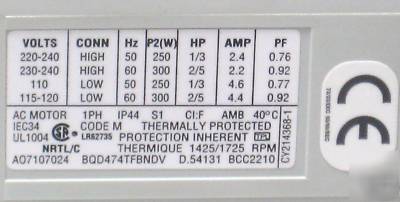 VOLTS CONN Hz P2(W) HP AMP PF
220-240 HIGH 50 250 1/3 2.4 0.76
230-240 HIGH 60 300 2/5 2.2 0.92
110 LOW 50 250 1/3 4.6 0.77
115-120 LOW 60 300 2/5 4.4 0.92
AC MOTOR 1PH IP44 S1 CI:F AMB 40°C
IEC34 CODE M THERMALLY PROTECTED
UL1004 LR62735 PROTECTION INHERENT
NRTL/C THERMIQUE 1425/1725 RPM
AO7107024 BQD474TFBNDV D.54131 BCC2210
CY214368-1
CE